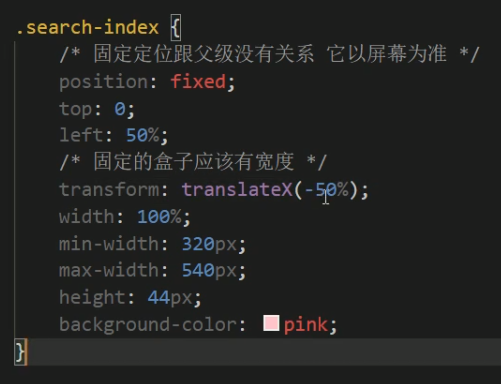 .search-index {
/* 固定定位跟父级没有关系 它以屏幕为准 */
position: fixed;
top: 0;
left: 50%;
/* 固定的盒子应该有宽度 */
transform: translateX(-50%);
width: 100%;
min-width: 320px;
max-width: 540px;
height: 44px;
background-color: pink;
}